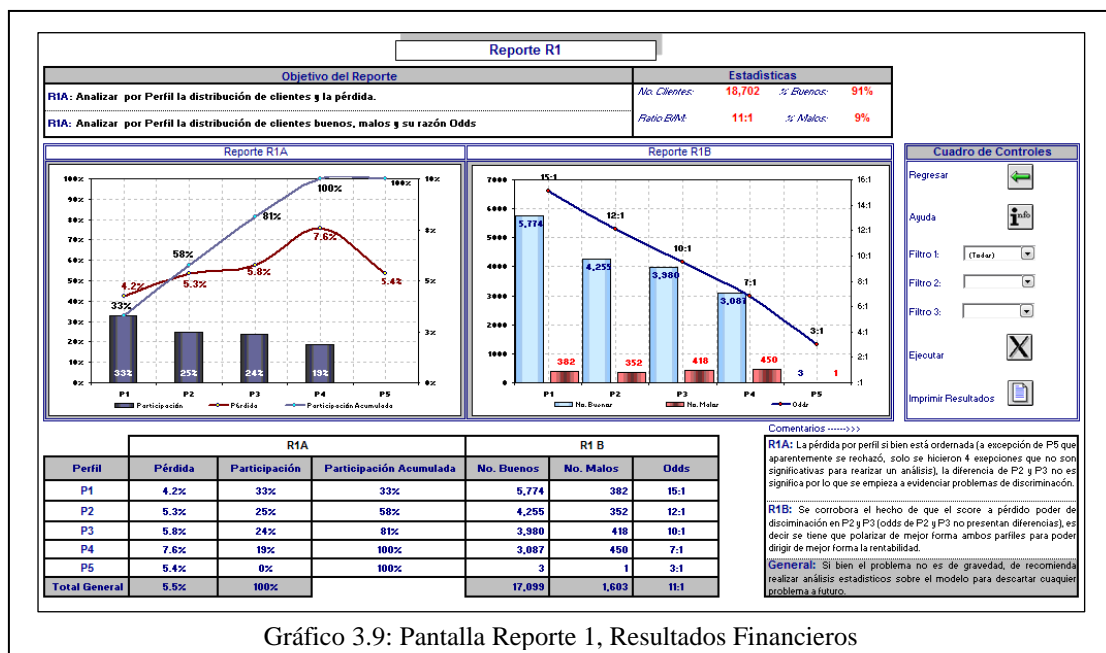 Reporte R1
Objetivo del Reporte
R1A: Analizar por Perfil la distribución de clientes y la pérdida.
R1A: Analizar por Perfil la distribución de clientes buenos, malos y su razón Odds
Estadísticas
No. Clientes: 18,702 % Buenos: 91%
Ratio B/M: 11:1 % Malos: 9%
Reporte R1A
100%
90%
80%
70%
60%
50%
40%
30%
20%
10%
0%
10%
8%
5%
3%
0%
33% 58% 81% 100% 100%
4.2% 5.3% 5.8% 7.6% 5.4%
33% 25% 24% 19%
P1 P2 P3 P4 P5
Participación Pérdida Participación Acumulada
Reporte R1B
7000
6000
5000
4000
3000
2000
1000
0
16:1
14:1
12:1
10:1
8:1
6:1
4:1
2:1
:1
15:1 12:1 10:1 7:1 3:1
5,774 4,255 3,980 3,087 3
382 352 418 450 1
P1 P2 P3 P4 P5
No. Buenos No. Malos Odds
Cuadro de Controles
Regresar
Ayuda info
Filtro 1: (Todas)
Filtro 2:
Filtro 3:
Ejecutar X
Imprimir Resultados
R1A R1 B
Perfil Pérdida Participación Participación Acumulada No. Buenos No. Malos Odds
P1 4.2% 33% 33% 5,774 382 15:1
P2 5.3% 25% 58% 4,255 352 12:1
P3 5.8% 24% 81% 3,980 418 10:1
P4 7.6% 19% 100% 3,087 450 7:1
P5 5.4% 0% 100% 3 1 3:1
Total General 5.5% 100% 17,099 1,603 11:1
Comentarios ------>>>
R1A: La pérdida por perfil si bien está ordenada (a excepción de P5 que
aparentemente se rechazó, solo se hicieron 4 exepciones que no son
significativas para rearizar un análisis), la diferencia de P2 y P3 no es
significa por lo que se empieza a evidenciar problemas de discriminación.
R1B: Se corrobora el hecho de que el score a pérdido poder de
disciminación en P2 y P3 (odds de P2 y P3 no presentan diferencias), es
decir se tiene que polarizar de mejor forma ambos parfiles para poder
dirigir de mejor forma la rentabilidad.
General: Si bien el problema no es de gravedad, de recomienda
realizar análisis estadisticos sobre el modelo para descartar cuaquier
problema a futuro.
Gráfico 3.9: Pantalla Reporte 1, Resultados Financieros